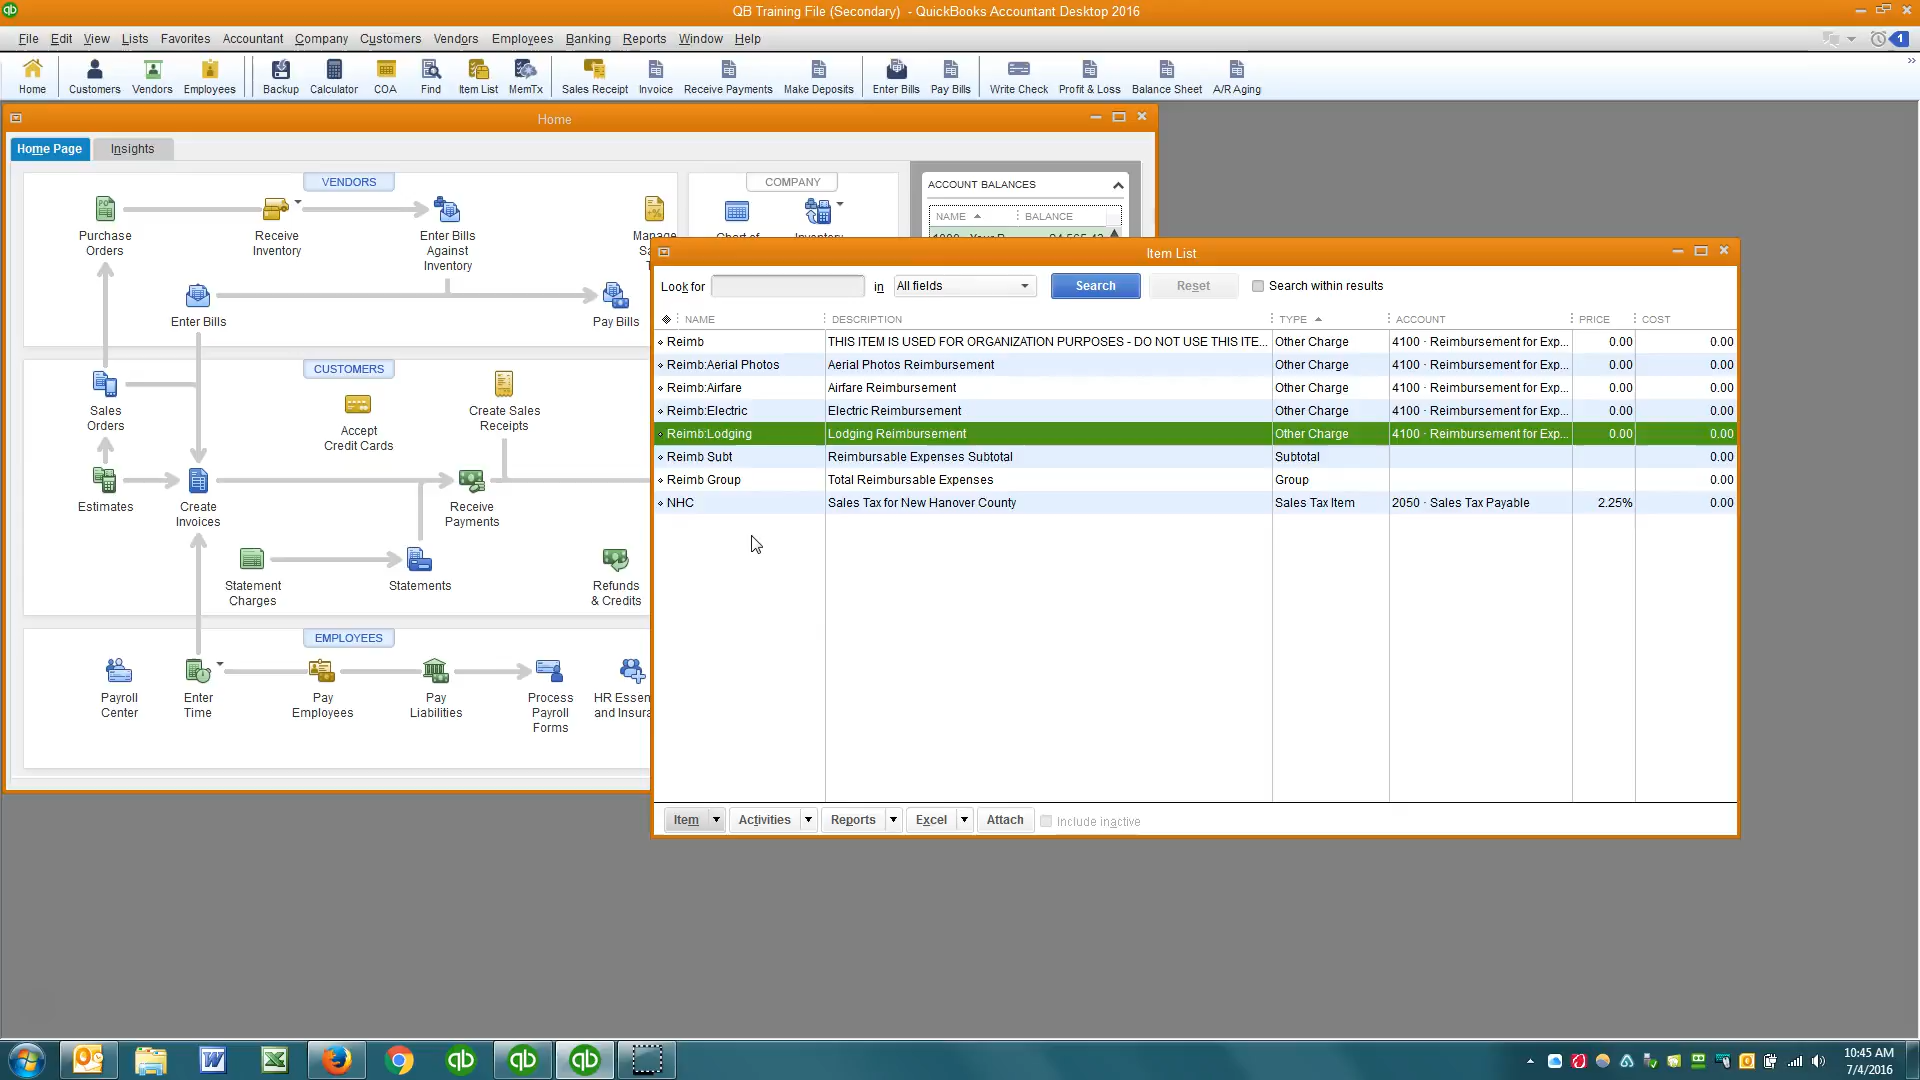 QB Training File (Secondary) - QuickBooks Accountant Desktop 2016
File Edit View Lists Favorites Accountant Company Customers Vendors Employees Banking Reports Window Help
1
Home Customers Vendors Employees Backup Calculator COA Find Item List MemTx Sales Receipt Invoice Receive Payments Make Deposits Enter Bills Pay Bills Write Check Profit & Loss Balance Sheet A/R Aging
Home
Home Page Insights
VENDORS
Purchase Orders
Receive Inventory
Enter Bills Against Inventory
Enter Bills
Pay Bills
COMPANY
ACCOUNT BALANCES
NAME BALANCE
CUSTOMERS
Sales Orders
Accept Credit Cards
Create Sales Receipts
Estimates
Create Invoices
Receive Payments
Statement Charges
Statements
Refunds & Credits
EMPLOYEES
Payroll Center
Enter Time
Pay Employees
Pay Liabilities
Process Payroll Forms
Item List
Look for in All fields Search Reset Search within results
NAME DESCRIPTION TYPE ACCOUNT PRICE COST
Reimb THIS ITEM IS USED FOR ORGANIZATION PURPOSES - DO NOT USE THIS ITE... Other Charge 4100 · Reimbursement for Exp... 0.00 0.00
Reimb:Aerial Photos Aerial Photos Reimbursement Other Charge 4100 · Reimbursement for Exp... 0.00 0.00
Reimb:Airfare Airfare Reimbursement Other Charge 4100 · Reimbursement for Exp... 0.00 0.00
Reimb:Electric Electric Reimbursement Other Charge 4100 · Reimbursement for Exp... 0.00 0.00
Reimb:Lodging Lodging Reimbursement Other Charge 4100 · Reimbursement for Exp... 0.00 0.00
Reimb Subt Reimbursable Expenses Subtotal Subtotal 0.00
Reimb Group Total Reimbursable Expenses Group 0.00
NHC Sales Tax for New Hanover County Sales Tax Item 2050 · Sales Tax Payable 2.25% 0.00
Item Activities Reports Excel Attach Include inactive
10:45 AM
7/4/2016